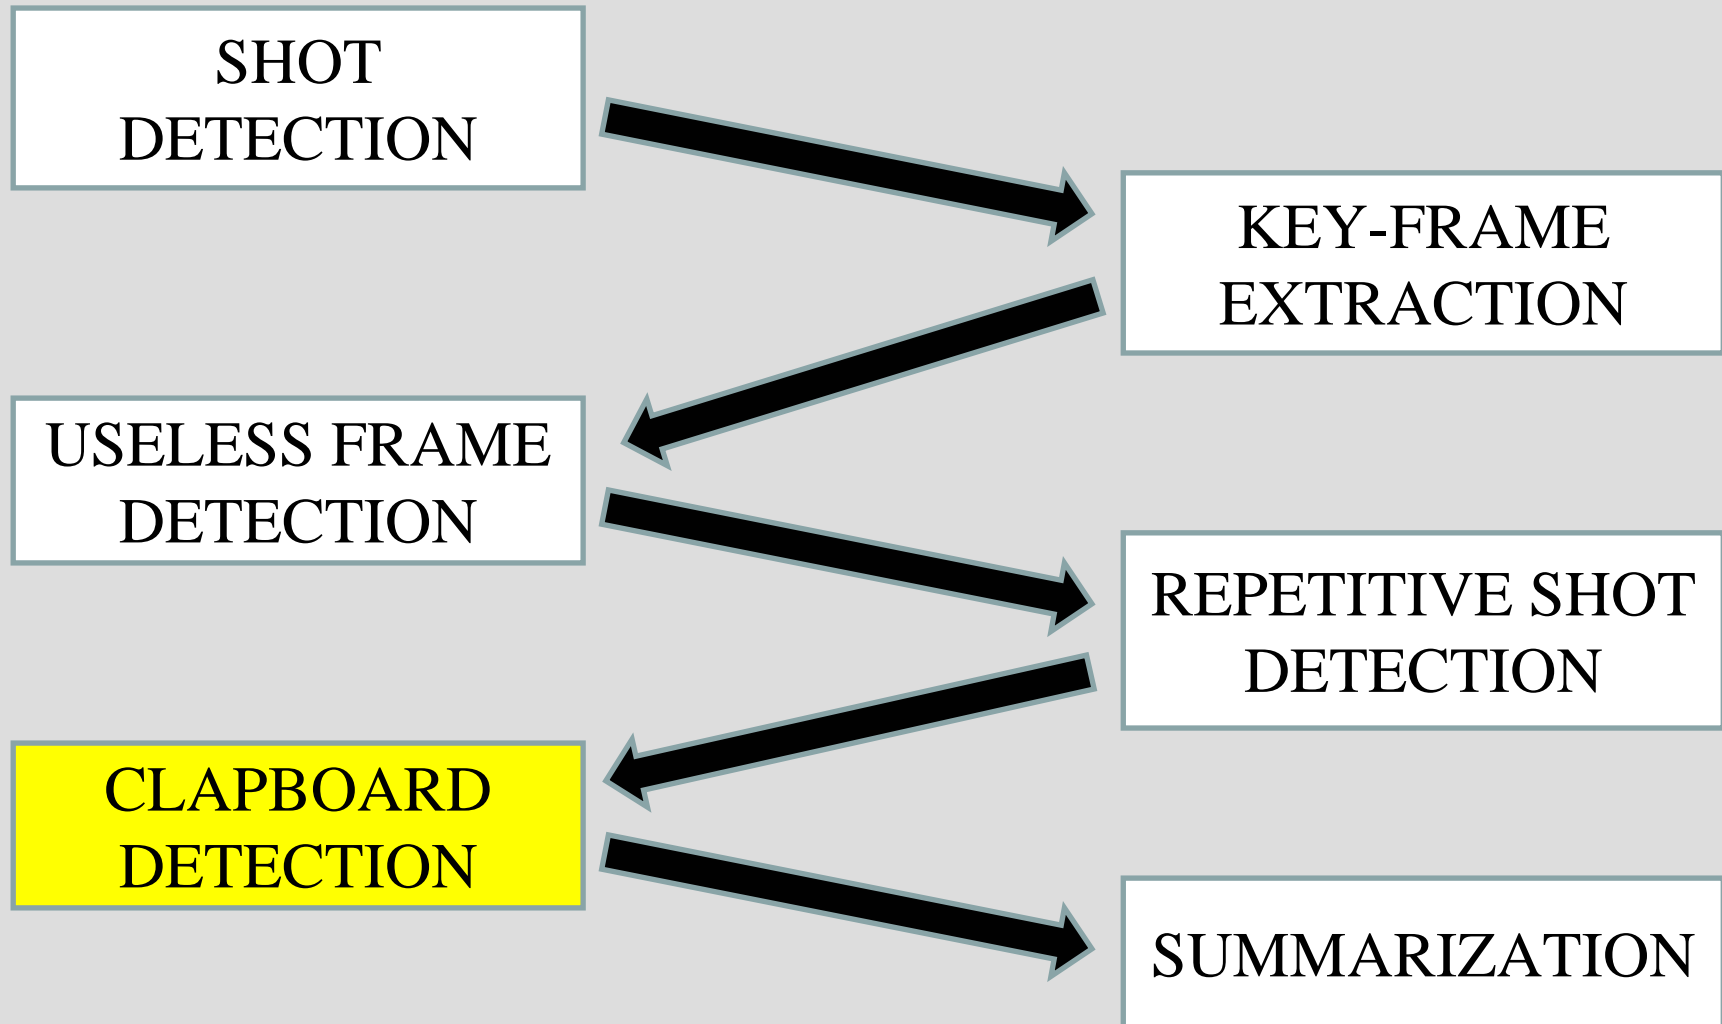 SHOT
DETECTION
KEY-FRAME
EXTRACTION
USELESS FRAME
DETECTION
REPETITIVE SHOT
DETECTION
CLAPBOARD
DETECTION
SUMMARIZATION